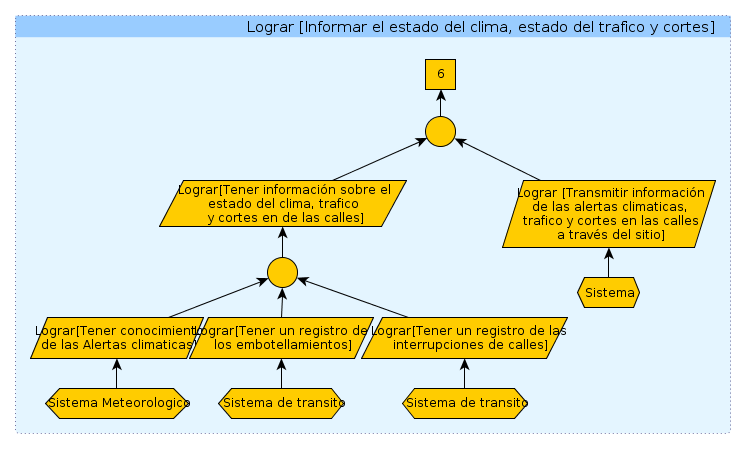 Lograr [Informar el estado del clima, estado del trafico y cortes]
6
Lograr[Tener información sobre el
estado del clima, trafico
y cortes en de las calles]
Lograr [Transmitir información
de las alertas climaticas,
trafico y cortes en las calles
a través del sitio]
Sistema
Lograr[Tener conocimient
de las Alertas climaticas]
Lograr[Tener un registro de
los embotellamientos]
Lograr[Tener un registro de las
interrupciones de calles]
Sistema Meteorologico
Sistema de transito
Sistema de transito